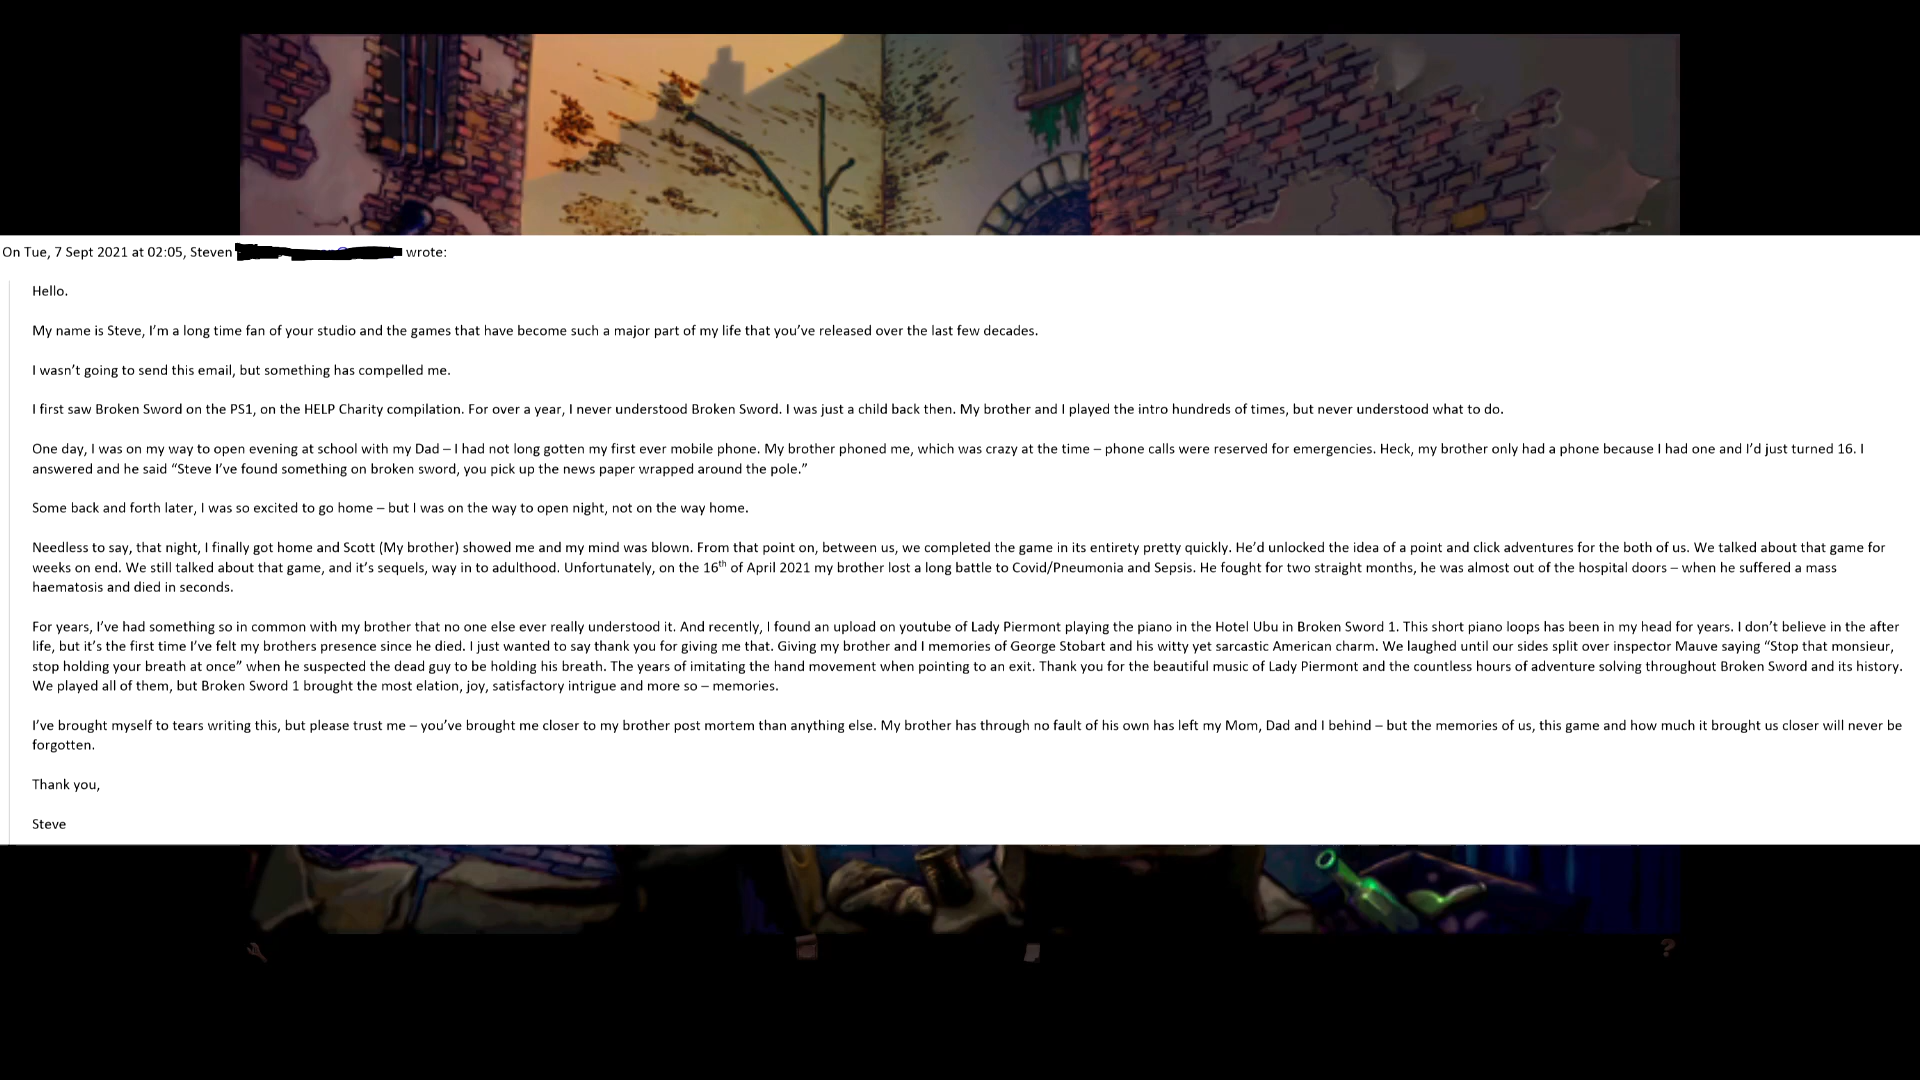 On Tue, 7 Sept 2021 at 02:05, Steven wrote:
Hello.
My name is Steve, I’m a long time fan of your studio and the games that have become such a major part of my life that you’ve released over the last few decades.
I wasn’t going to send this email, but something has compelled me.
I first saw Broken Sword on the PS1, on the HELP Charity compilation. For over a year, I never understood Broken Sword. I was just a child back then. My brother and I played the intro hundreds of times, but never understood what to do.
One day, I was on my way to open evening at school with my Dad – I had not long gotten my first ever mobile phone. My brother phoned me, which was crazy at the time – phone calls were reserved for emergencies. Heck, my brother only had a phone because I had one and I’d just turned 16. I
answered and he said “Steve I’ve found something on broken sword, you pick up the news paper wrapped around the pole.”
Some back and forth later, I was so excited to go home – but I was on the way to open night, not on the way home.
Needless to say, that night, I finally got home and Scott (My brother) showed me and my mind was blown. From that point on, between us, we completed the game in its entirety pretty quickly. He’d unlocked the idea of a point and click adventures for the both of us. We talked about that game for
weeks on end. We still talked about that game, and it’s sequels, way in to adulthood. Unfortunately, on the 16th of April 2021 my brother lost a long battle to Covid/Pneumonia and Sepsis. He fought for two straight months, he was almost out of the hospital doors – when he suffered a mass
haematosis and died in seconds.
For years, I’ve had something so in common with my brother that no one else ever really understood it. And recently, I found an upload on youtube of Lady Piermont playing the piano in the Hotel Ubu in Broken Sword 1. This short piano loops has been in my head for years. I don’t believe in the after
life, but it’s the first time I’ve felt my brothers presence since he died. I just wanted to say thank you for giving me that. Giving my brother and I memories of George Stobart and his witty yet sarcastic American charm. We laughed until our sides split over inspector Mauve saying “Stop that monsieur,
stop holding your breath at once” when he suspected the dead guy to be holding his breath. The years of imitating the hand movement when pointing to an exit. Thank you for the beautiful music of Lady Piermont and the countless hours of adventure solving throughout Broken Sword and its history.
We played all of them, but Broken Sword 1 brought the most elation, joy, satisfactory intrigue and more so – memories.
I’ve brought myself to tears writing this, but please trust me – you’ve brought me closer to my brother post mortem than anything else. My brother has through no fault of his own has left my Mom, Dad and I behind – but the memories of us, this game and how much it brought us closer will never be
forgotten.
Thank you,
Steve
?